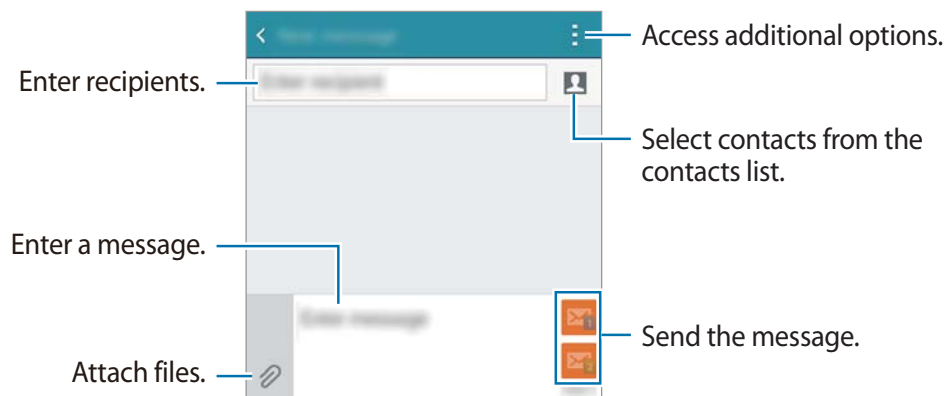 Access additional options.
Enter recipients.
Select contacts from the
contacts list.
Enter a message.
Send the message.
Attach files.